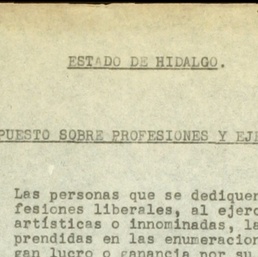 ESTADO DE HIDALGO.
PUESTO SOBRE PROFESIONES Y EJE
Las personas que se dediquen
fesiones liberales, al ejerc
artísticas o innominadas, la
prendidas en las enumeracion
gan lucro o ganancia por su